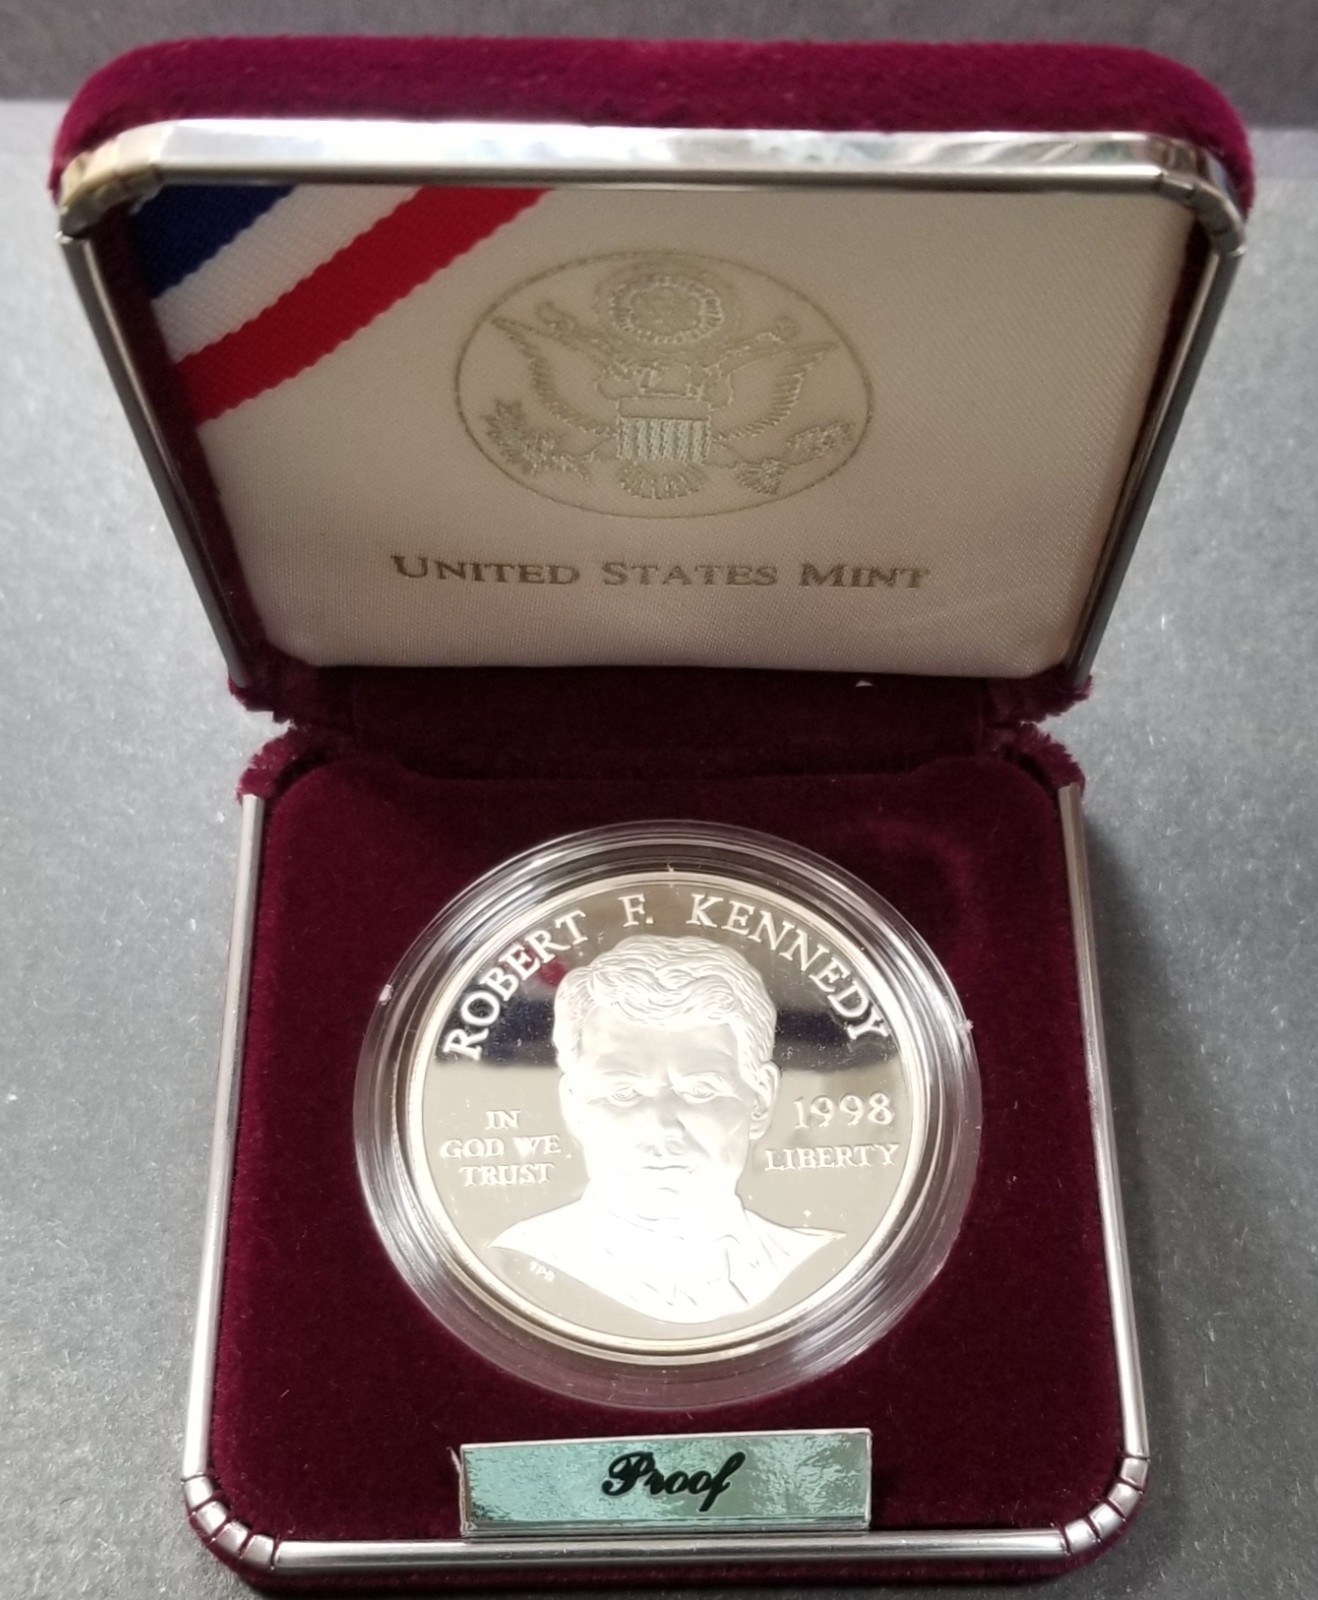 UNITED STATES MINT
ROBERT F. KENNEDY
IN
GOD WE
TRUST
1998
LIBERTY
Proof